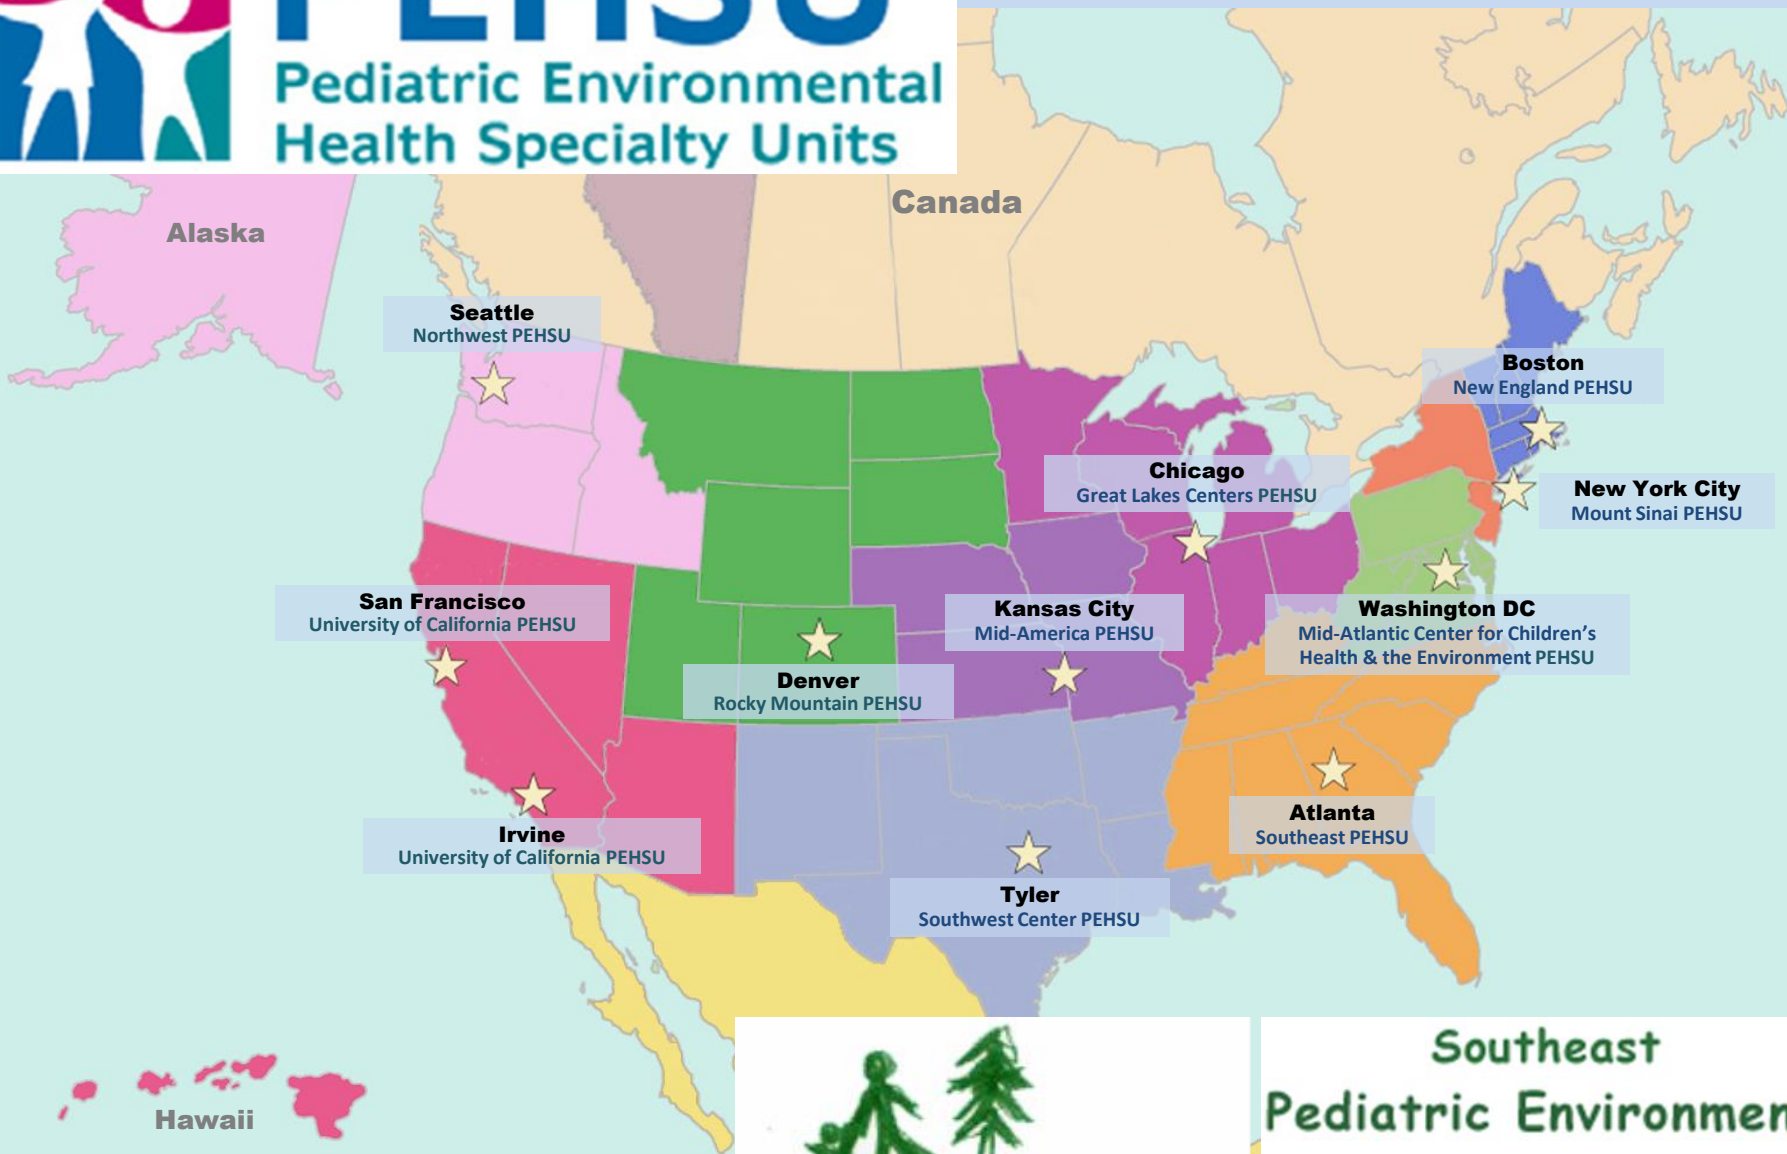 PEHSU
Pediatric Environmental
Health Specialty Units
Canada
Alaska
Seattle
Northwest PEHSU
Boston
New England PEHSU
Chicago
Great Lakes Centers PEHSU
New York City
Mount Sinai PEHSU
San Francisco
University of California PEHSU
Kansas City
Mid-America PEHSU
Washington DC
Mid-Atlantic Center for Children's
Health & the Environment PEHSU
Denver
Rocky Mountain PEHSU
Irvine
University of California PEHSU
Atlanta
Southeast PEHSU
Tyler
Southwest Center PEHSU
Hawaii
Southeast
Pediatric Environmen